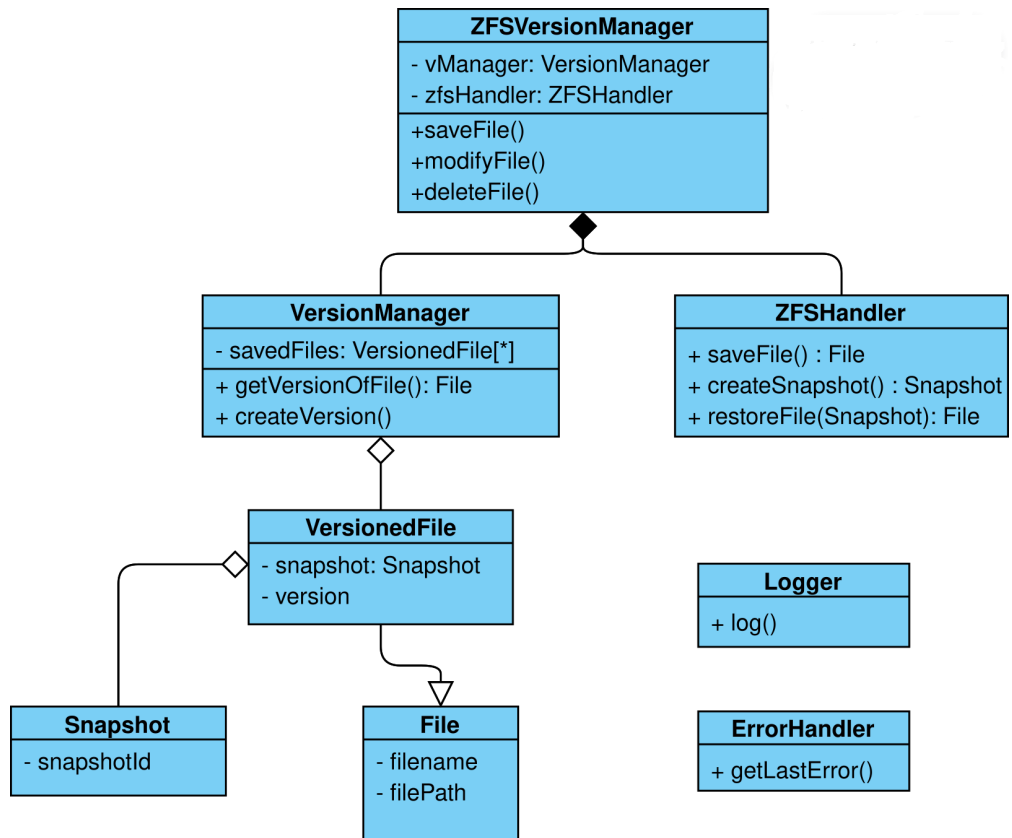 ZFSVersionManager
- vManager: VersionManager
- zfsHandler: ZFSHandler
+saveFile()
+modifyFile()
+deleteFile()
VersionManager
- savedFiles: VersionedFile[*]
+ getVersionOfFile(): File
+ createVersion()
ZFSHandler
+ saveFile() : File
+ createSnapshot() : Snapshot
+ restoreFile(Snapshot): File
VersionedFile
- snapshot: Snapshot
- version
Logger
+ log()
Snapshot
- snapshotId
File
- filename
- filePath
ErrorHandler
+ getLastError()